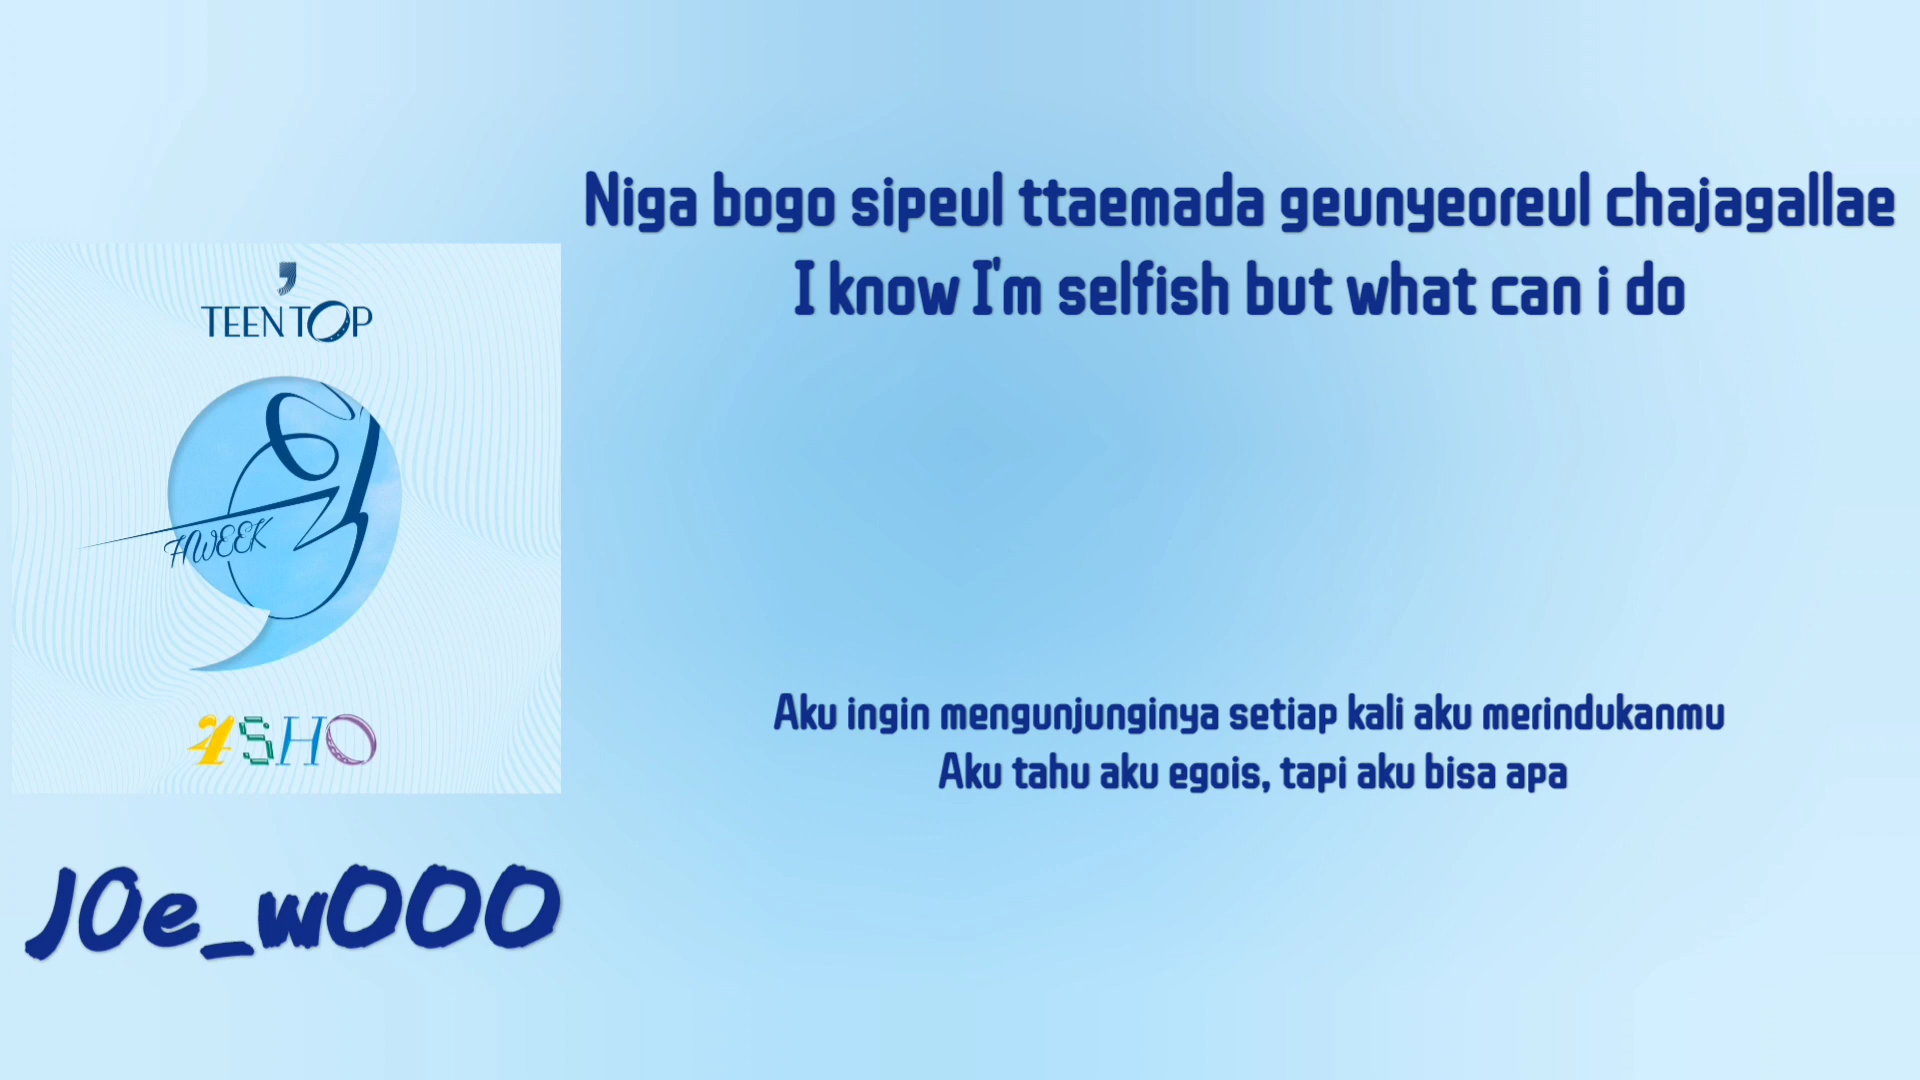 Niga bogo sipeul ttaemada geunyeoreul chajagallae
I know I'm selfish but what can i do
TEEN TOP
HWEEK
4SHO
Aku ingin mengunjunginya setiap kali aku merindukanmu
Aku tahu aku egois, tapi aku bisa apa
JOe_wOOO